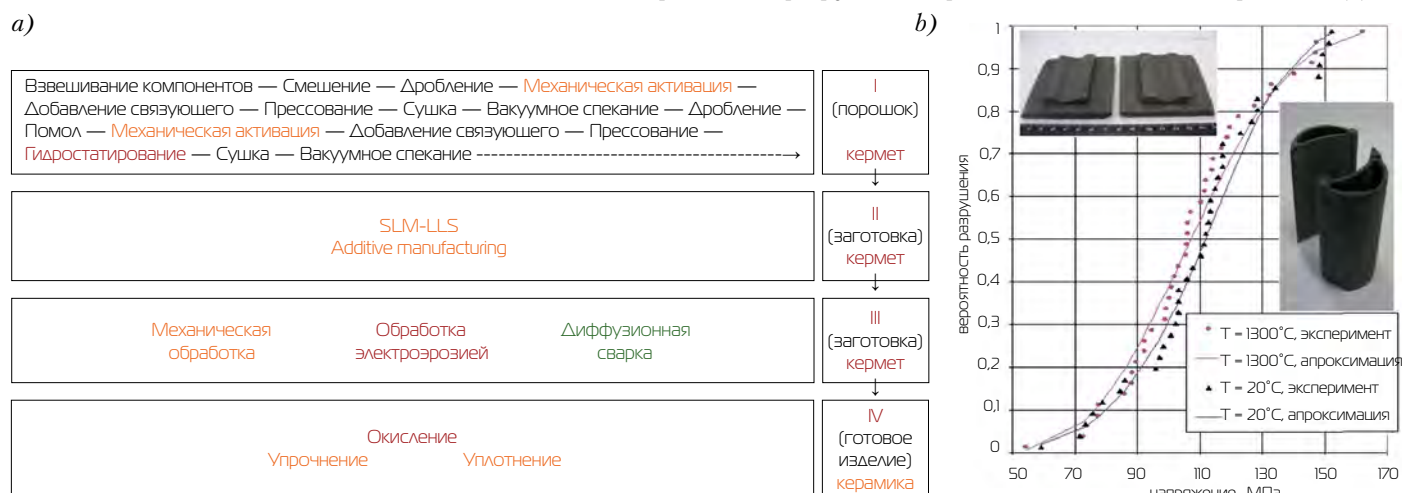 а)
Взвешивание компонентов — Смешение — Дробление — Механическая активация —
Добавление связующего — Прессование — Сушка — Вакуумное спекание — Дробление —
Помол — Механическая активация — Добавление связующего — Прессование —
Гидростатирование — Сушка — Вакуумное спекание ---------------------------------------→
I
(порошок)
кермет
↓
SLM-LLS
Additive manufacturing
II
(заготовка)
кермет
↓
Механическая обработка
Обработка электроэрозией
Диффузионная сварка
III
(заготовка)
кермет
↓
Окисление
Упрочнение Уплотнение
IV
(готовое
изделие)
керамика
b)
вероятность разрушения
1
0,9
0,8
0,7
0,6
0,5
0,4
0,3
0,2
0,1
0
50 70 90 110 130 150 170
напряжение, МПа
T = 1300°C, эксперимент
T = 1300°C, апроксимация
T = 20°C, эксперимент
T = 20°C, апроксимация